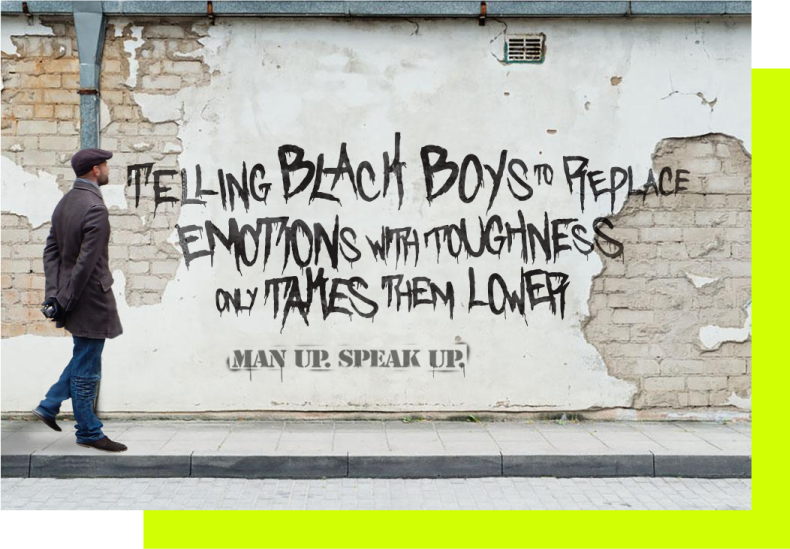 TELLING BLACK BOYS TO REPLACE
EMOTIONS WITH TOUGHNESS
ONLY TAKES THEM LOWER
MAN UP. SPEAK UP.